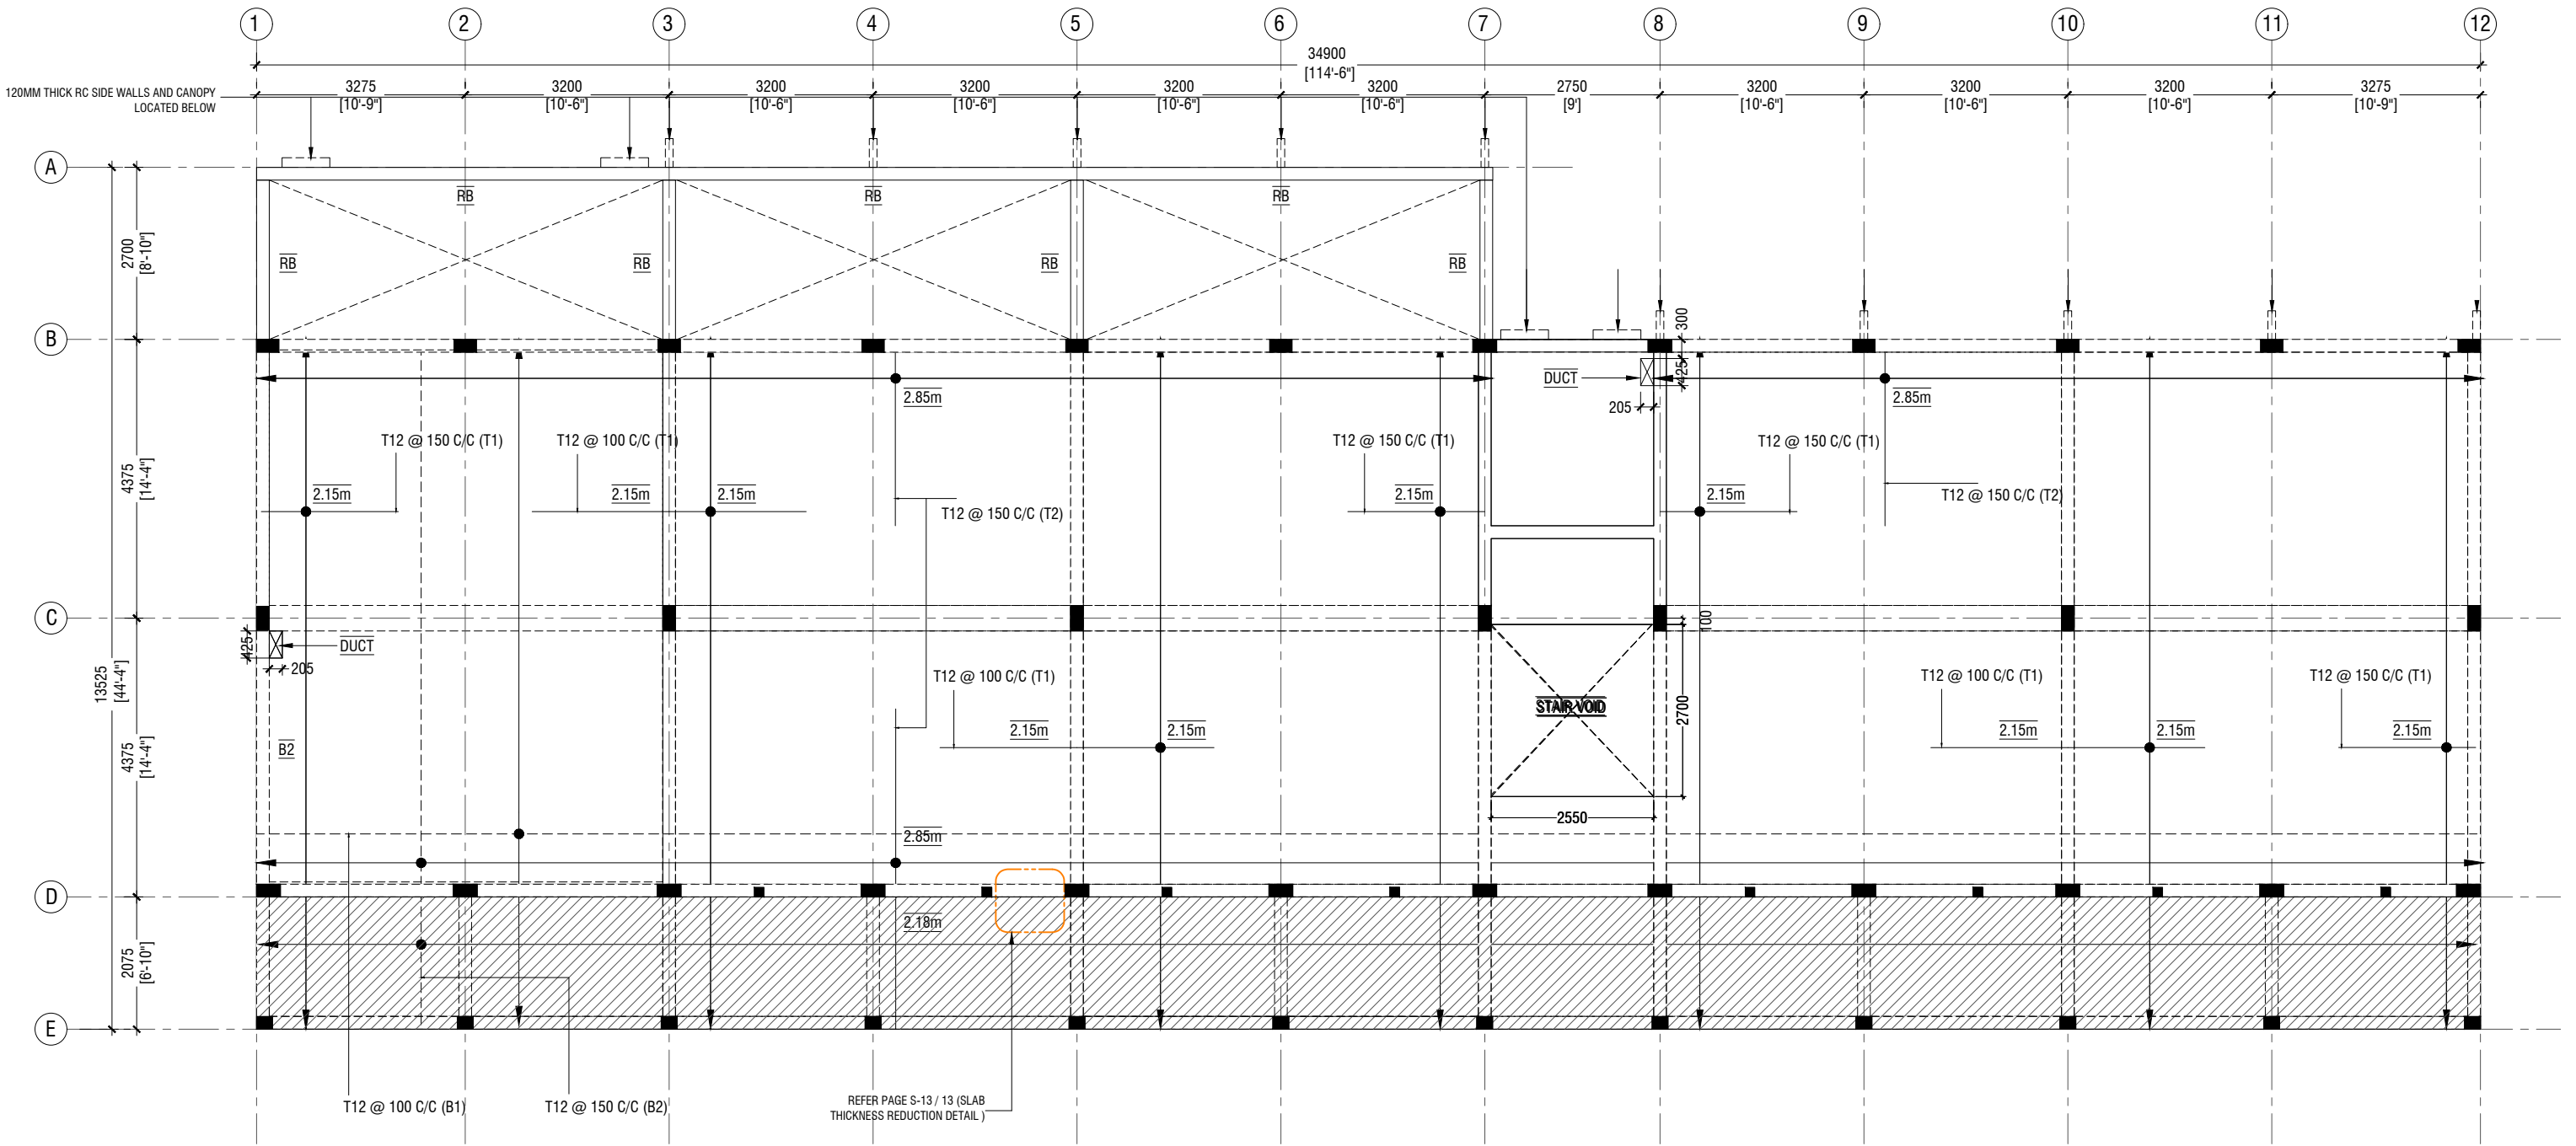 1 2 3 4 5 6 7 8 9 10 11 12
34900
[114'-6"]
3275 3200 3200 3200 3200 3200 2750 3200 3200 3200 3275
[10'-9"] [10'-6"] [10'-6"] [10'-6"] [10'-6"] [10'-6"] [9'] [10'-6"] [10'-6"] [10'-6"] [10'-9"]
120MM THICK RC SIDE WALLS AND CANOPY
LOCATED BELOW
A
RB RB RB
2700
[8'-10"]
RB RB RB RB
300
B
DUCT
425
205
2.85m 2.85m
T12 @ 150 C/C (T1) T12 @ 100 C/C (T1) T12 @ 150 C/C (T1) T12 @ 150 C/C (T1)
4375
[14'-4"]
2.15m 2.15m 2.15m 2.15m 2.15m
T12 @ 150 C/C (T2) T12 @ 150 C/C (T2)
C
100
425
DUCT
205
13525
[44'-4"]
T12 @ 100 C/C (T1) T12 @ 100 C/C (T1) T12 @ 150 C/C (T1)
STAIR VOID
2700
2.15m 2.15m 2.15m 2.15m 2.15m
B2
4375
[14'-4"]
2550
2.85m
D
2.18m
2075
[6'-10"]
E
T12 @ 100 C/C (B1) T12 @ 150 C/C (B2)
REFER PAGE S-13 / 13 (SLAB
THICKNESS REDUCTION DETAIL )